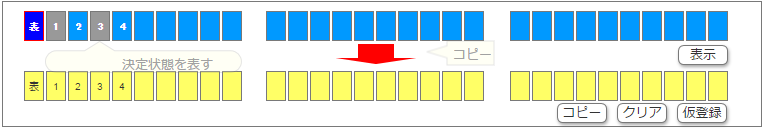 表 1 2 3 4
コピー
表示
決定状態を表す
表 1 2 3 4
コピー クリア 仮登録